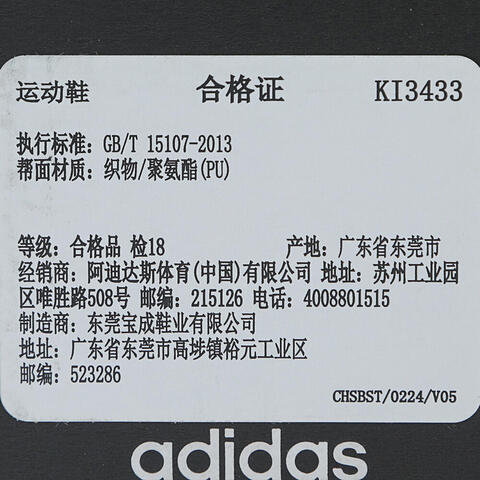 运动鞋 合格证 KI3433
执行标准: GB/T 15107-2013
帮面材质: 织物/聚氨酯(PU)
等级: 合格品 检18 产地: 广东省东莞市
经销商: 阿迪达斯体育(中国)有限公司 地址: 苏州工业园
区唯胜路508号 邮编: 215126 电话: 4008801515
制造商: 东莞宝成鞋业有限公司
地址: 广东省东莞市高埗镇裕元工业区
邮编: 523286
CHSBST/0224/V05
adidas